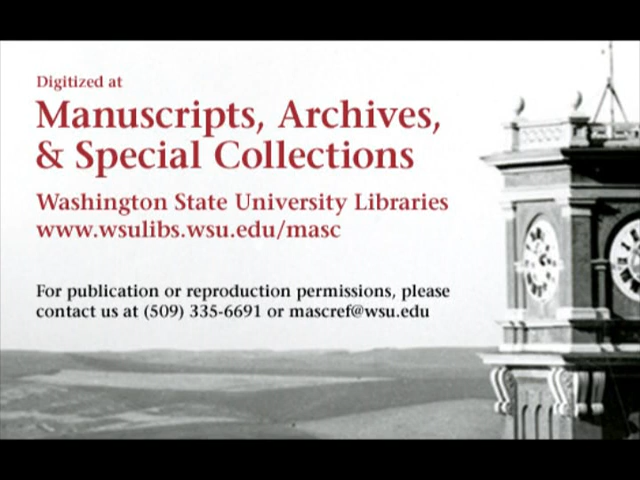 Digitized at
Manuscripts, Archives,
& Special Collections
Washington State University Libraries
www.wsulibs.wsu.edu/masc
For publication or reproduction permissions, please
contact us at (509) 335-6691 or mascref@wsu.edu